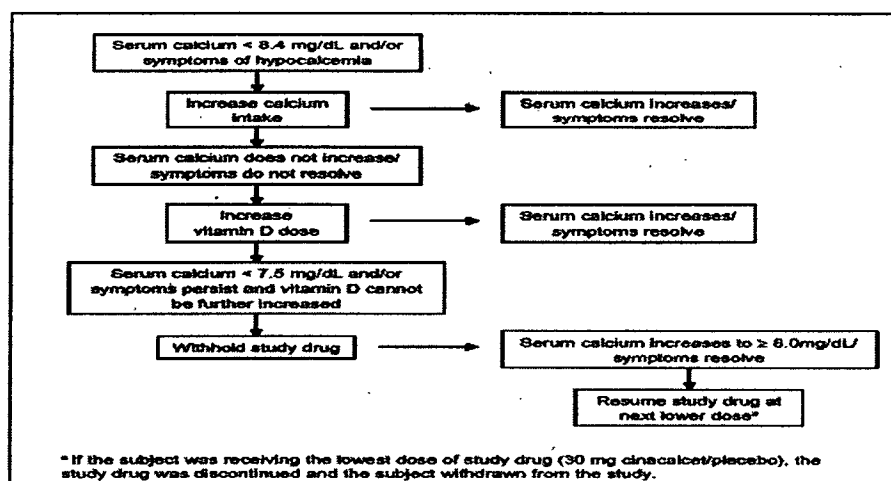 Serum calcium < 8.4 mg/dL and/or
symptoms of hypocalcemia
Increase calcium
intake
Serum calcium increases/
symptoms resolve
Serum calcium does not increase/
symptoms do not resolve
Increase
vitamin D dose
Serum calcium increases/
symptoms resolve
Serum calcium < 7.5 mg/dL and/or
symptoms persist and vitamin D cannot
be further increased
Withhold study drug
Serum calcium increases to ≥ 8.0mg/dL/
symptoms resolve
Resume study drug at
next lower dose*
* If the subject was receiving the lowest dose of study drug (30 mg cinacalcet/placebo), the
study drug was discontinued and the subject withdrawn from the study.